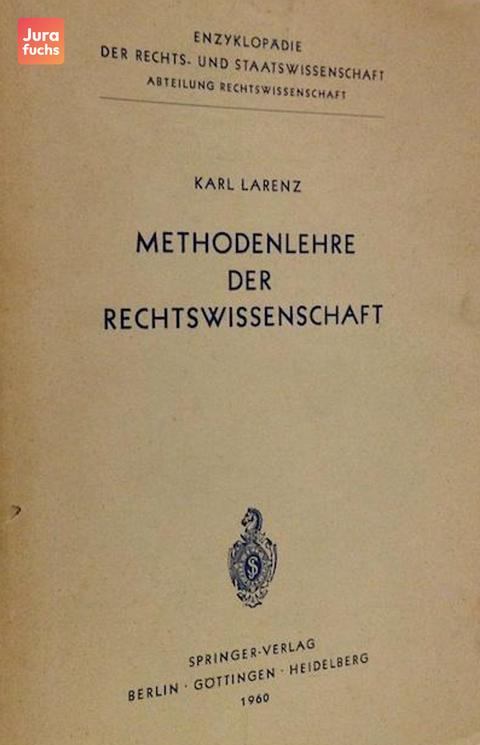 Jura
fuchs
ENZYKLOPÄDIE
DER RECHTS- UND STAATSWISSENSCHAFT
ABTEILUNG RECHTSWISSENSCHAFT
KARL LARENZ
METHODENLEHRE
DER
RECHTSWISSENSCHAFT
S
SPRINGER-VERLAG
BERLIN · GÖTTINGEN · HEIDELBERG
1960